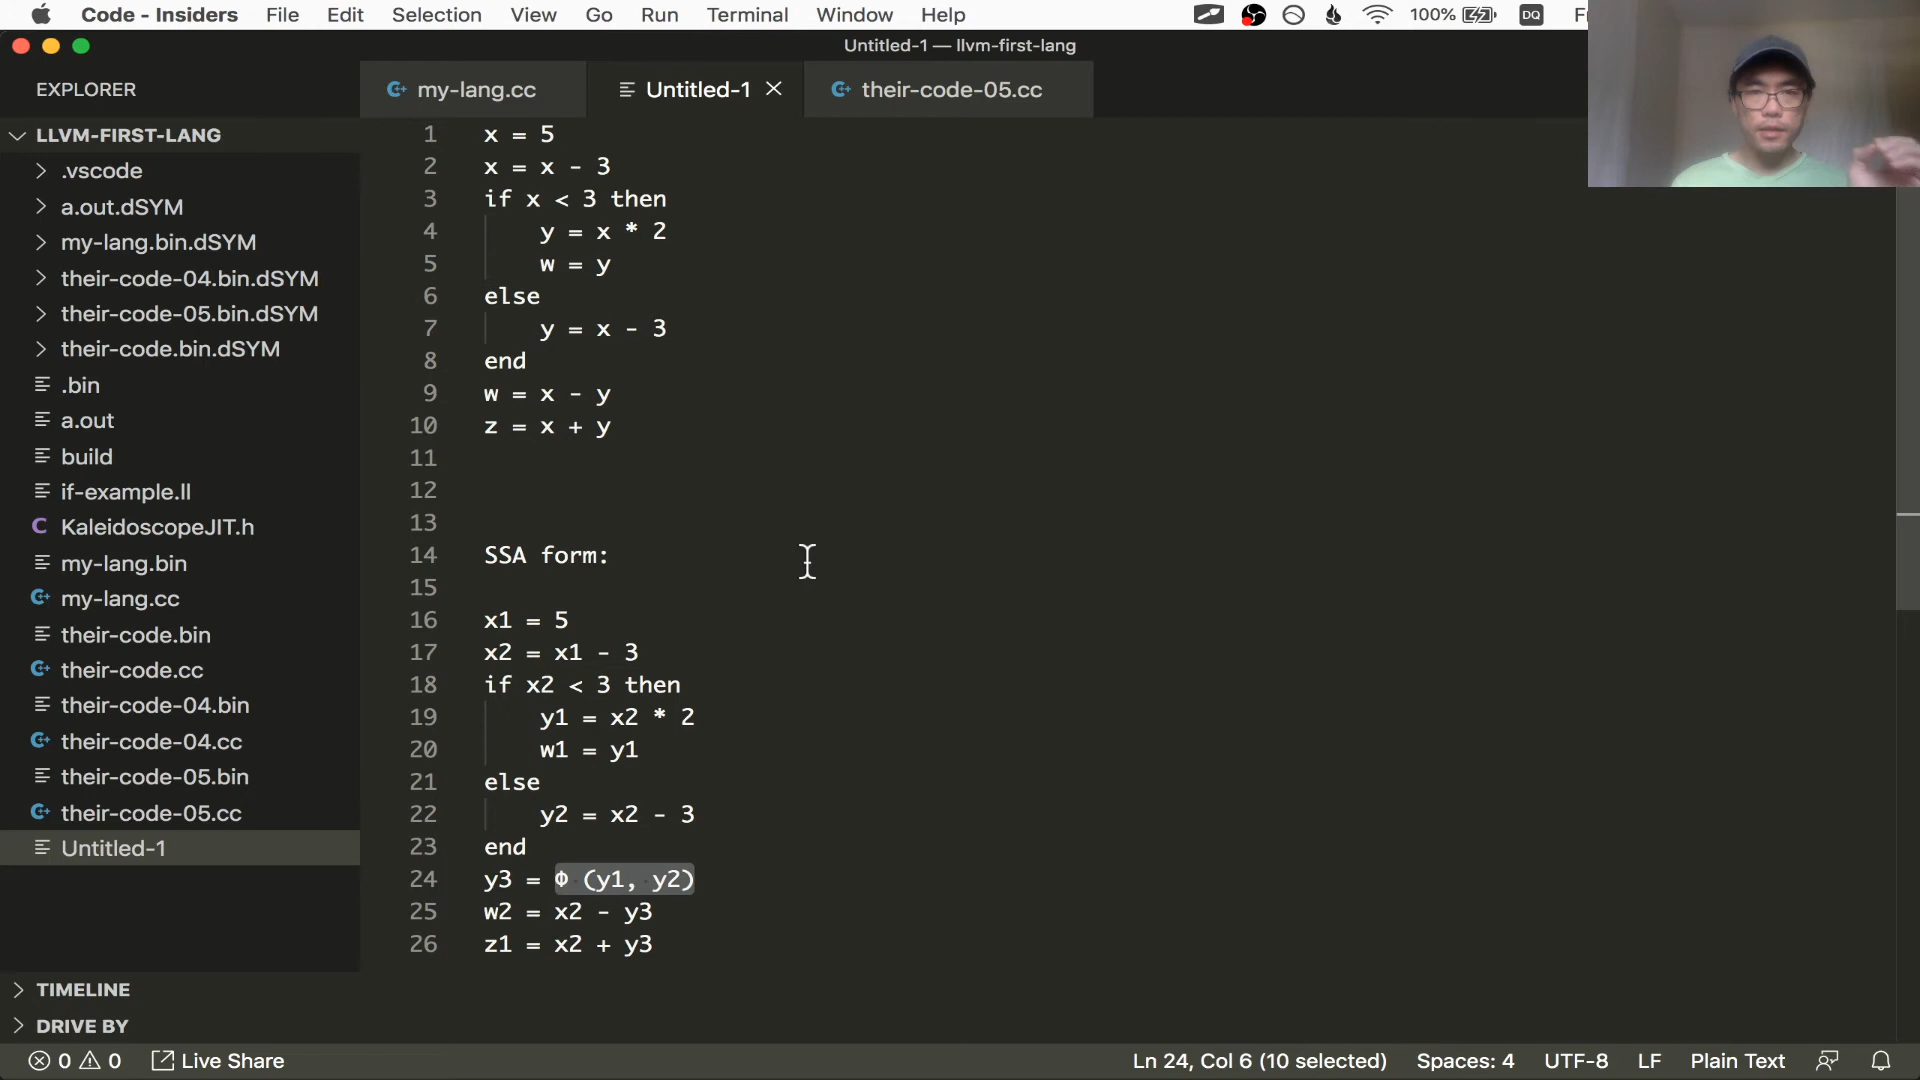 Code - Insiders File Edit Selection View Go Run Terminal Window Help 100% DQ
Untitled-1 — llvm-first-lang
EXPLORER
my-lang.cc Untitled-1 their-code-05.cc
LLVM-FIRST-LANG
.vscode
a.out.dSYM
my-lang.bin.dSYM
their-code-04.bin.dSYM
their-code-05.bin.dSYM
their-code.bin.dSYM
.bin
a.out
build
if-example.ll
C KaleidoscopeJIT.h
my-lang.bin
my-lang.cc
their-code.bin
their-code.cc
their-code-04.bin
their-code-04.cc
their-code-05.bin
their-code-05.cc
Untitled-1
TIMELINE
DRIVE BY
1 x = 5
2 x = x - 3
3 if x < 3 then
4 y = x * 2
5 w = y
6 else
7 y = x - 3
8 end
9 w = x - y
10 z = x + y
11
12
13
14 SSA form:
15
16 x1 = 5
17 x2 = x1 - 3
18 if x2 < 3 then
19 y1 = x2 * 2
20 w1 = y1
21 else
22 y2 = x2 - 3
23 end
24 y3 = Φ (y1, y2)
25 w2 = x2 - y3
26 z1 = x2 + y3
0 0 Live Share Ln 24, Col 6 (10 selected) Spaces: 4 UTF-8 LF Plain Text